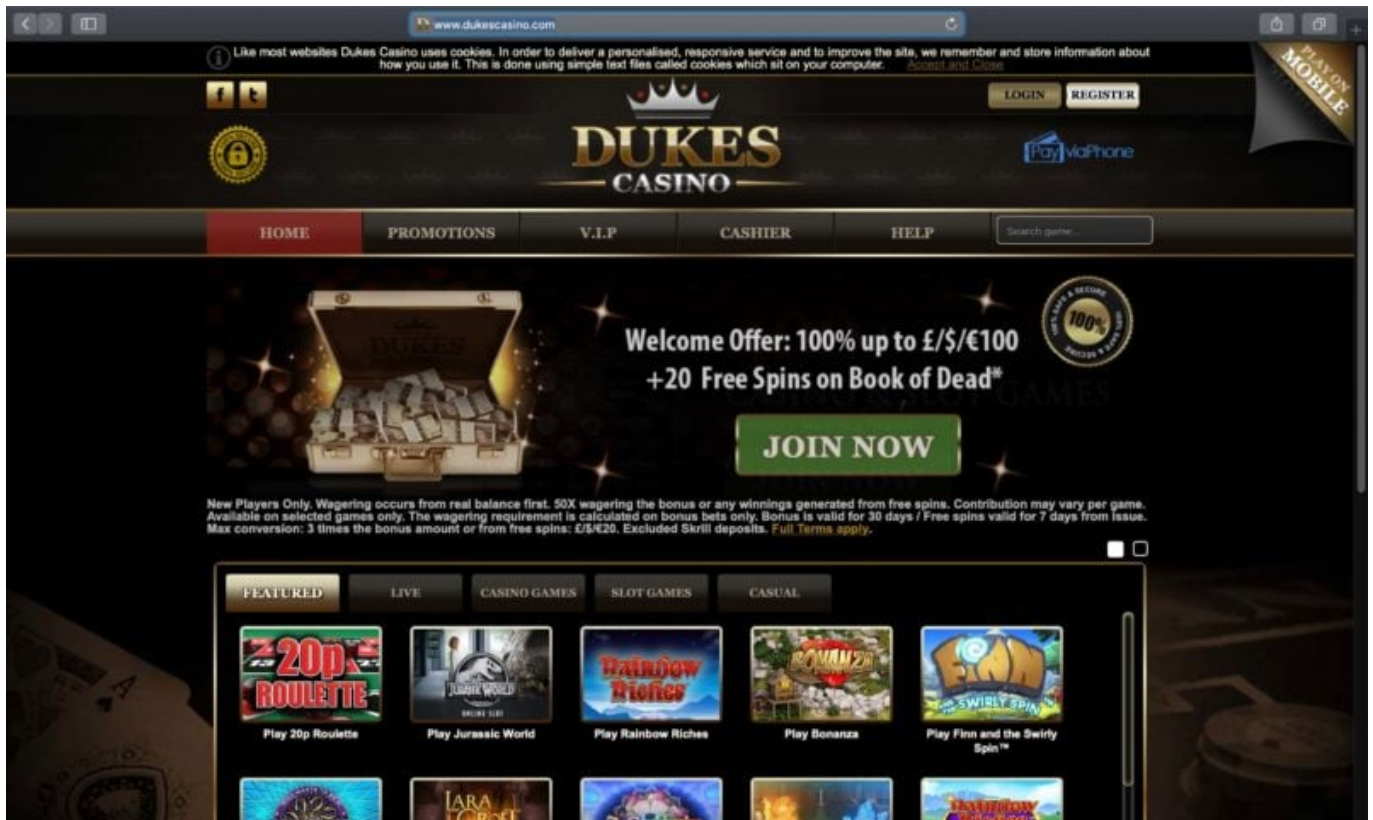 www.dukescasino.com
Like most websites Dukes Casino uses cookies. In order to deliver a personalised, responsive service and to improve the site, we remember and store information about
how you use it. This is done using simple text files called cookies which sit on your computer. Accept and Close
PLAY ON
MOBILE
f t
LOGIN REGISTER
DUKES
CASINO
Pay viaPhone
HOME PROMOTIONS V.I.P CASHIER HELP Search game...
100% SAFE & SECURE
100%
DUKES
Welcome Offer: 100% up to £/$/€100
+20 Free Spins on Book of Dead*
JOIN NOW
New Players Only. Wagering occurs from real balance first. 50X wagering the bonus or any winnings generated from free spins. Contribution may vary per game.
Available on selected games only. The wagering requirement is calculated on bonus bets only. Bonus is valid for 30 days / Free spins valid for 7 days from issue.
Max conversion: 3 times the bonus amount or from free spins: £/$/€20. Excluded Skrill deposits. Full Terms apply.
FEATURED LIVE CASINO GAMES SLOT GAMES CASUAL
20p
ROULETTE
JURASSIC WORLD
ONLINE SLOT
Rainbow
Riches
BONANZA
FINN
AND THE
SWIRLY SPIN
Play 20p Roulette Play Jurassic World Play Rainbow Riches Play Bonanza Play Finn and the Swirly
Spin™
LARA
CROFT
RAINBOW